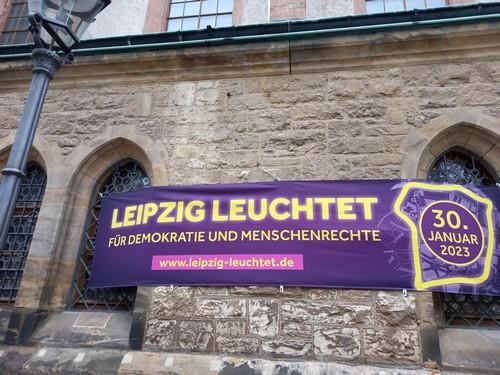 LEIPZIG LEUCHTET
FÜR DEMOKRATIE UND MENSCHENRECHTE
www.leipzig-leuchtet.de
30.
JANUAR
2023